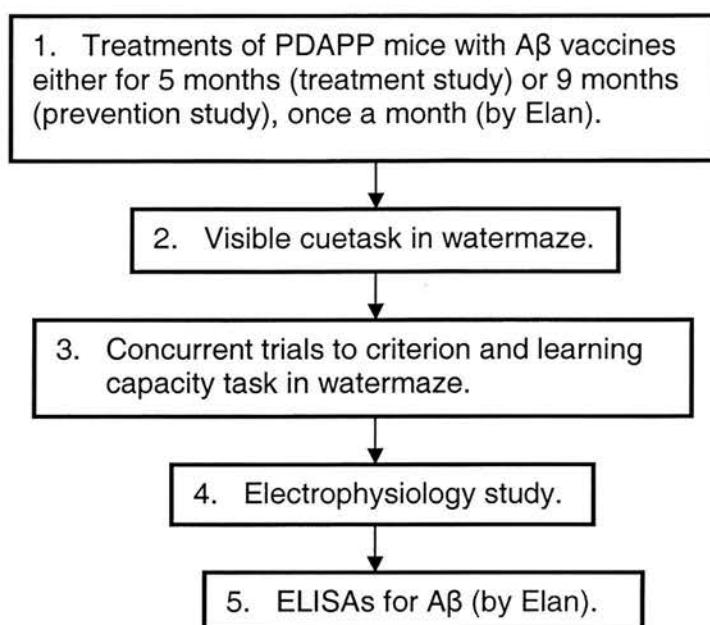 1. Treatments of PDAPP mice with Aβ vaccines
either for 5 months (treatment study) or 9 months
(prevention study), once a month (by Elan).
2. Visible cuetask in watermaze.
3. Concurrent trials to criterion and learning
capacity task in watermaze.
4. Electrophysiology study.
5. ELISAs for Aβ (by Elan).